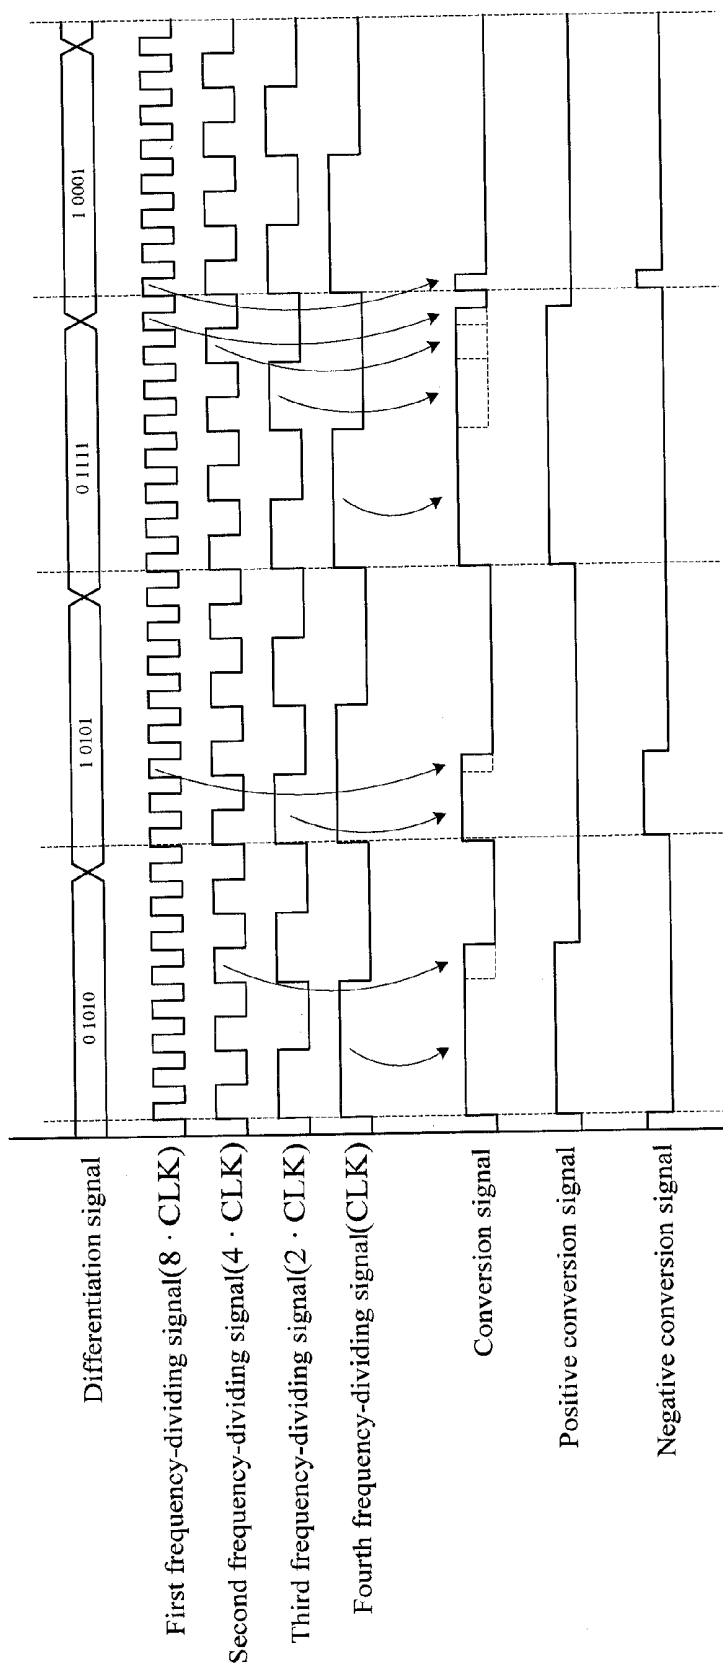 Differentiation signal
0 1010
1 0101
0 1111
1 0001
First frequency-dividing signal(8 · CLK)
Second frequency-dividing signal(4 · CLK)
Third frequency-dividing signal(2 · CLK)
Fourth frequency-dividing signal(CLK)
Conversion signal
Positive conversion signal
Negative conversion signal